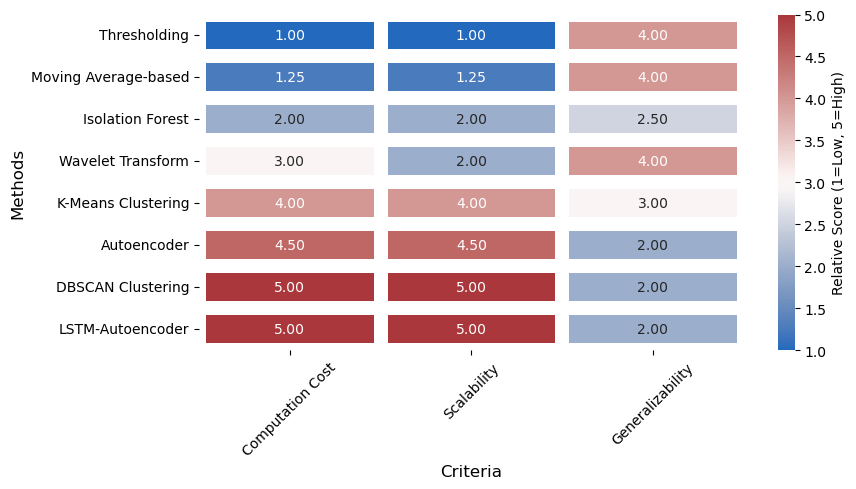 Thresholding 1.00 1.00 4.00
Moving Average-based 1.25 1.25 4.00
Isolation Forest 2.00 2.00 2.50
Wavelet Transform 3.00 2.00 4.00
K-Means Clustering 4.00 4.00 3.00
Autoencoder 4.50 4.50 2.00
DBSCAN Clustering 5.00 5.00 2.00
LSTM-Autoencoder 5.00 5.00 2.00
Methods
Computation Cost
Scalability
Generalizability
Criteria
5.0
4.5
4.0
3.5
3.0
2.5
2.0
1.5
1.0
Relative Score (1=Low, 5=High)